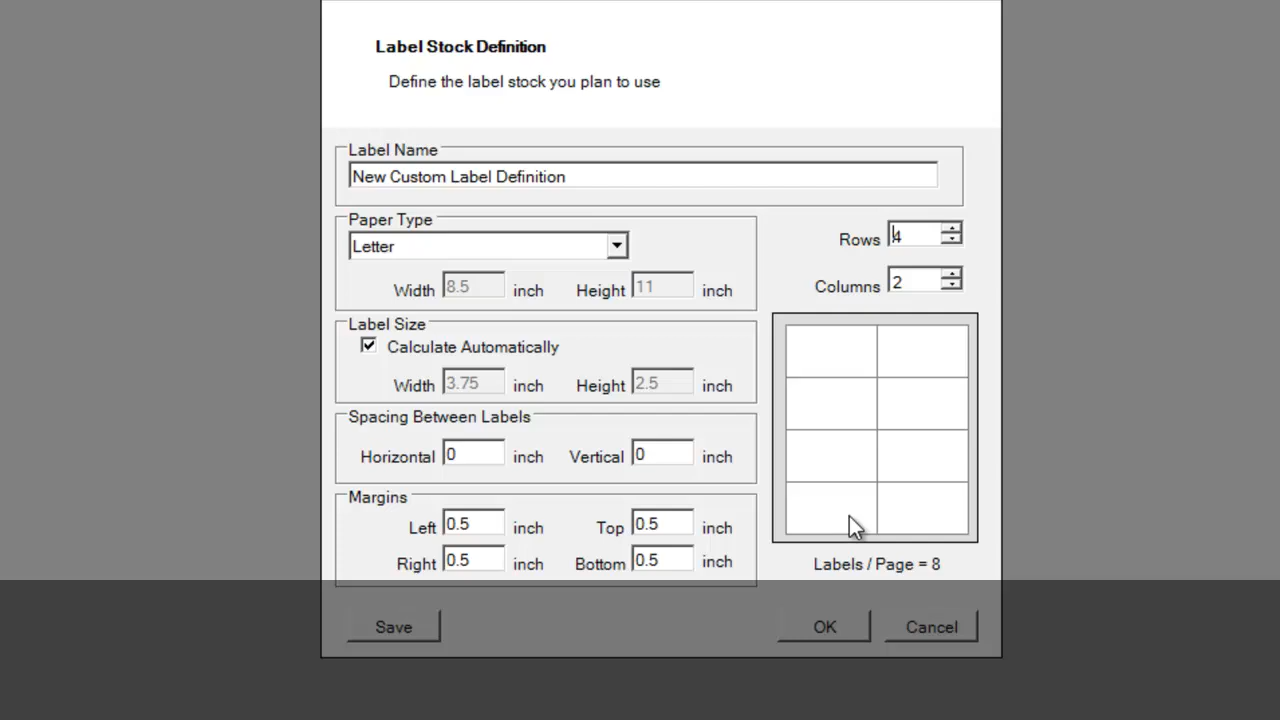 Label Stock Definition
Define the label stock you plan to use
Label Name
New Custom Label Definition
Paper Type
Letter
Width 8.5 inch Height 11 inch
Rows 4
Columns 2
Label Size
Calculate Automatically
Width 3.75 inch Height 2.5 inch
Spacing Between Labels
Horizontal 0 inch Vertical 0 inch
Margins
Left 0.5 inch Top 0.5 inch
Right 0.5 inch Bottom 0.5 inch
Labels / Page = 8
Save OK Cancel